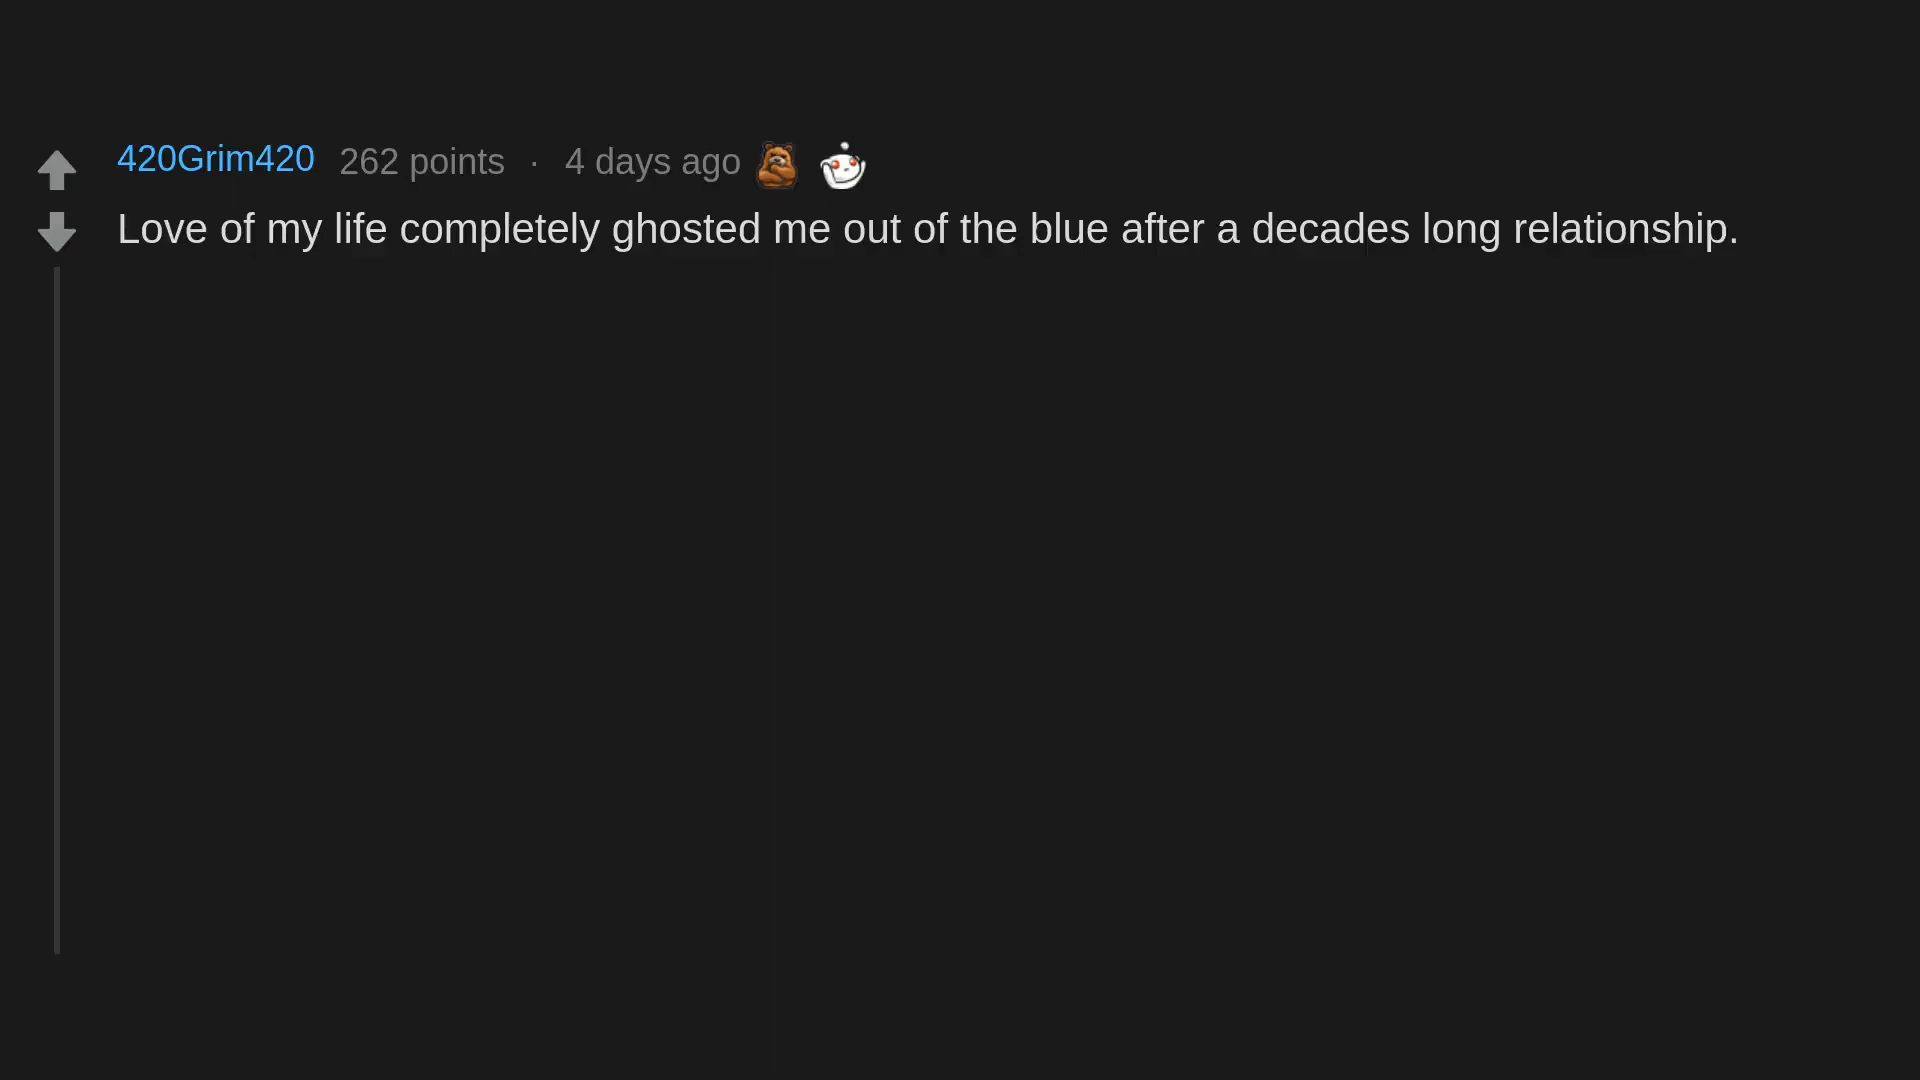 420Grim420 262 points · 4 days ago
Love of my life completely ghosted me out of the blue after a decades long relationship.